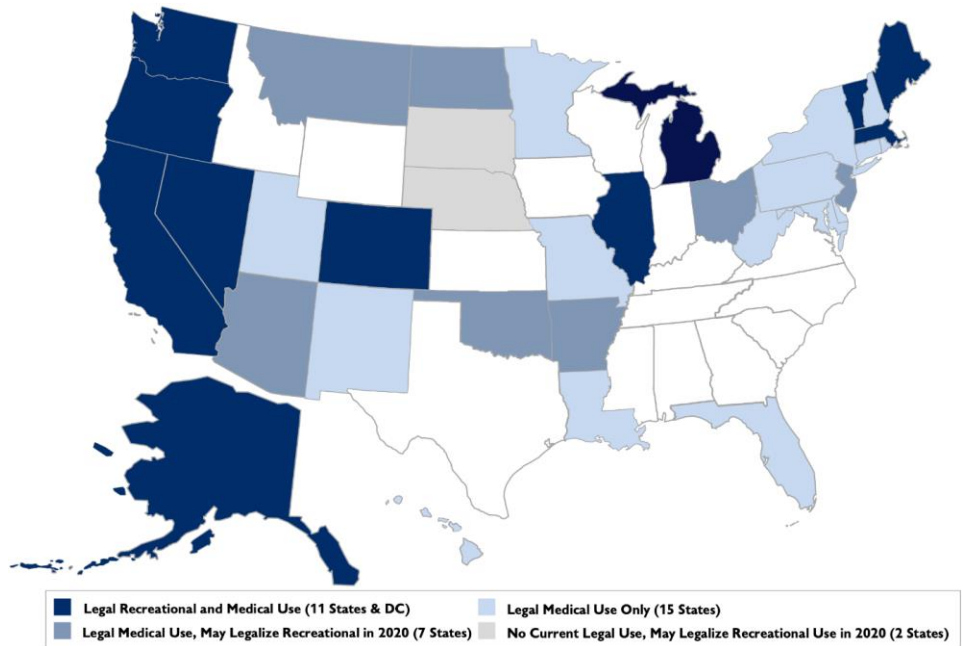 Legal Recreational and Medical Use (11 States & DC)
Legal Medical Use Only (15 States)
Legal Medical Use, May Legalize Recreational in 2020 (7 States)
No Current Legal Use, May Legalize Recreational Use in 2020 (2 States)